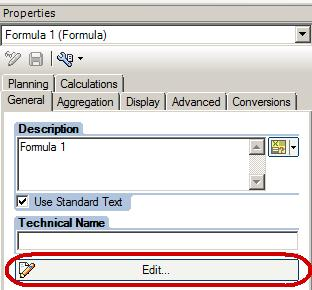 Properties
Formula 1 (Formula)
Planning Calculations
General Aggregation Display Advanced Conversions
Description
Formula 1
Use Standard Text
Technical Name
Edit...